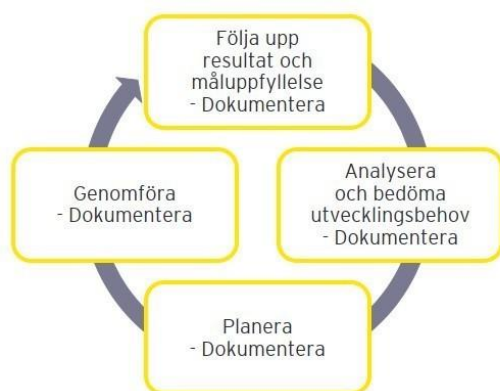 Följa upp
resultat och
måluppfyllelse
- Dokumentera
Analysera
och bedöma
utvecklingsbehov
- Dokumentera
Planera
- Dokumentera
Genomföra
- Dokumentera